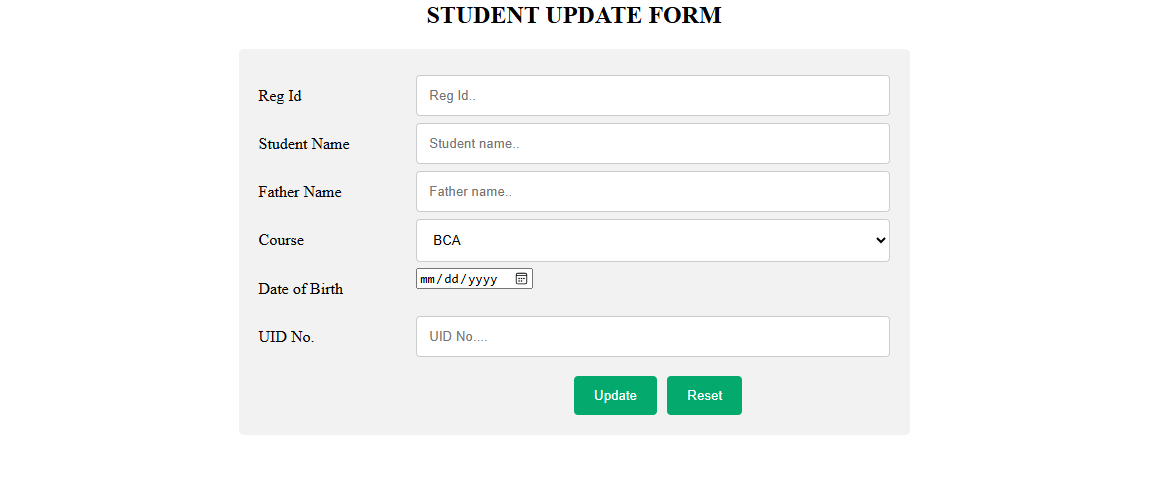 STUDENT UPDATE FORM
Reg Id Reg Id..
Student Name Student name..
Father Name Father name..
Course BCA
Date of Birth mm/dd/yyyy
UID No. UID No....
Update Reset